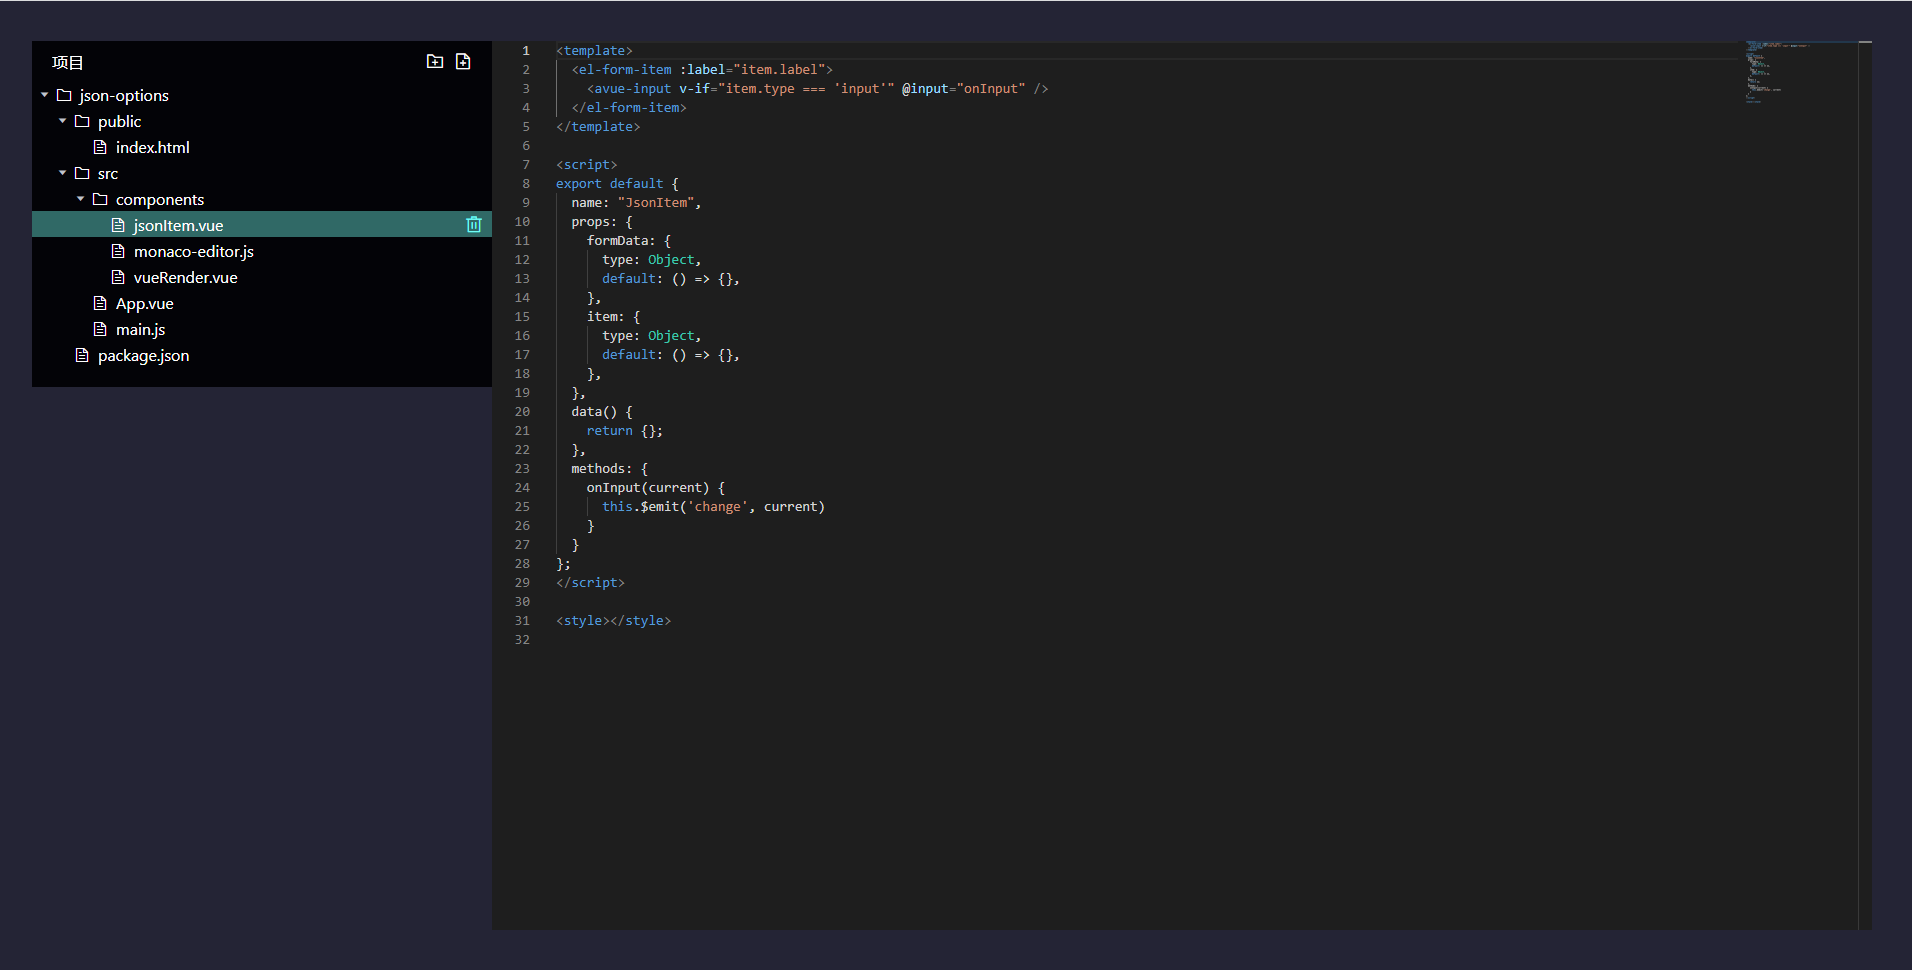 项目
json-options
public
index.html
src
components
jsonItem.vue
monaco-editor.js
vueRender.vue
App.vue
main.js
package.json
1 <template>
2   <el-form-item :label="item.label">
3     <avue-input v-if="item.type === 'input'" @input="onInput" />
4   </el-form-item>
5 </template>
6
7 <script>
8 export default {
9   name: "JsonItem",
10   props: {
11     formData: {
12       type: Object,
13       default: () => {},
14     },
15     item: {
16       type: Object,
17       default: () => {},
18     },
19   },
20   data() {
21     return {};
22   },
23   methods: {
24     onInput(current) {
25       this.$emit('change', current)
26     }
27   }
28 };
29 </script>
30
31 <style></style>
32